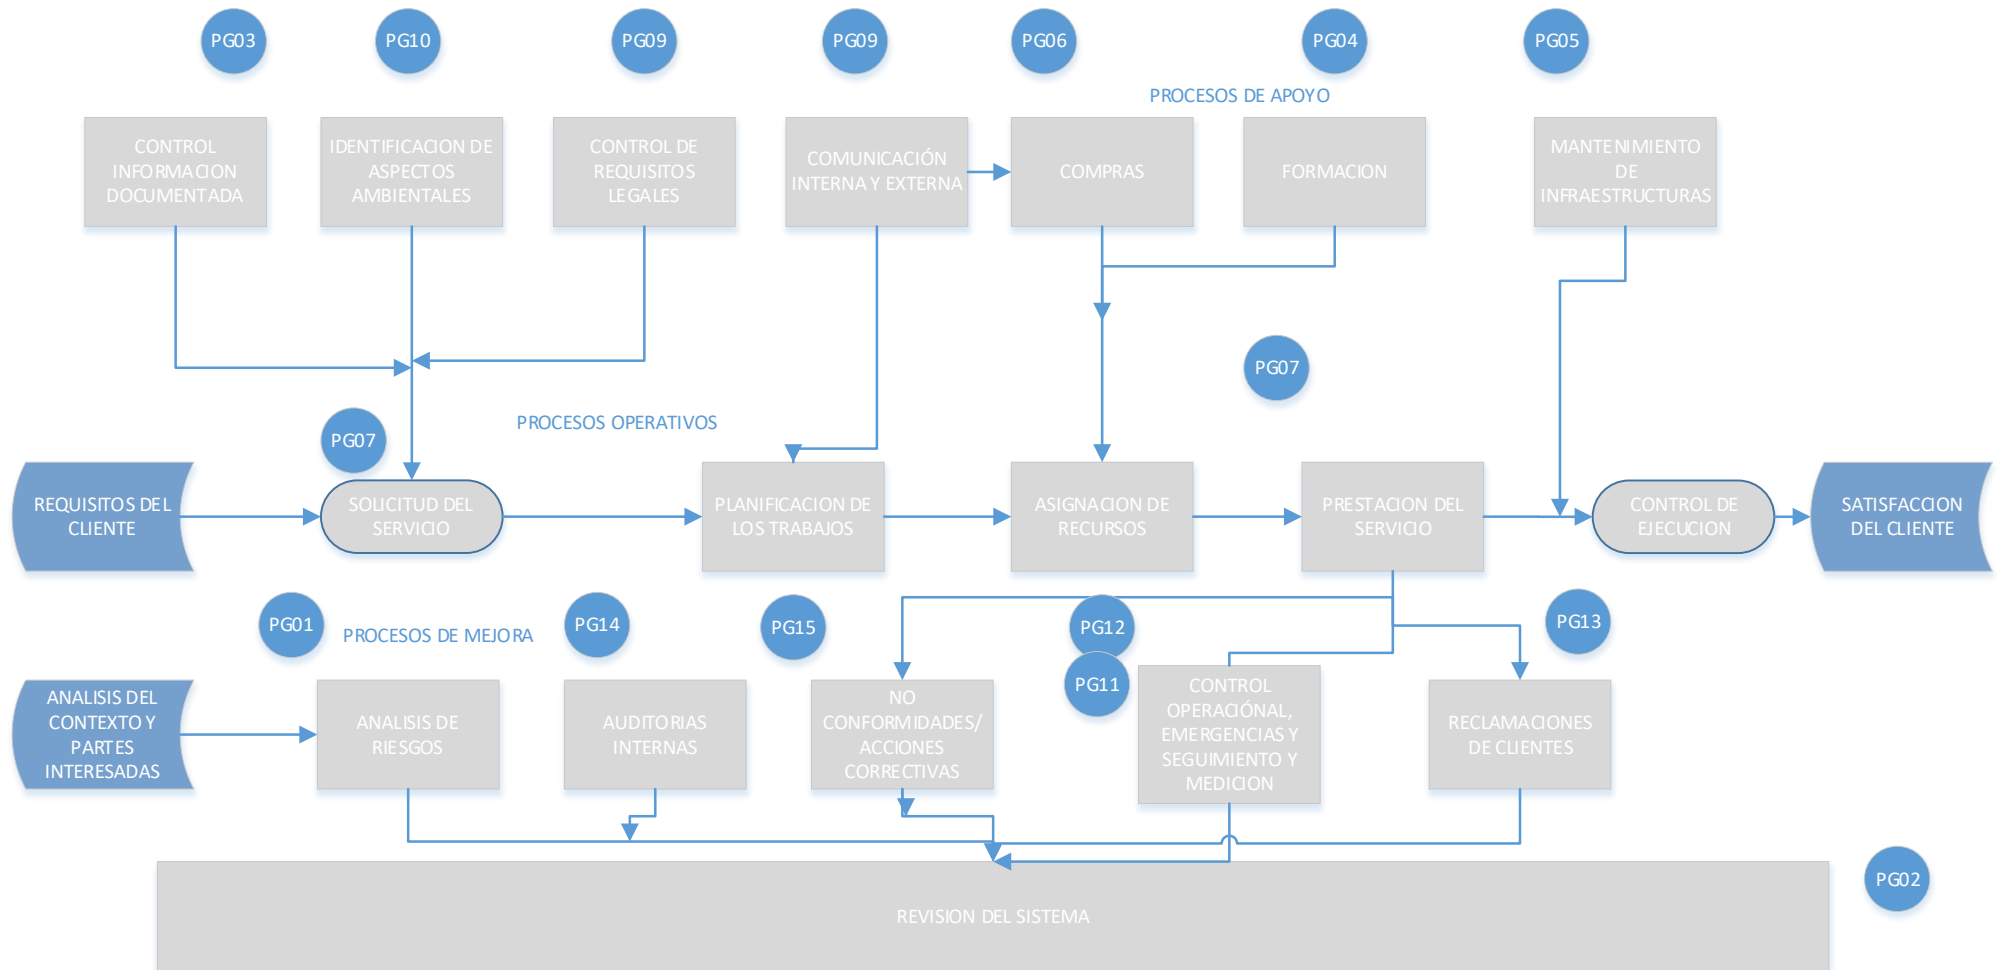 PG03
PG10
PG09
PG09
PG06
PG04
PG05
PROCESOS DE APOYO
CONTROL
INFORMACION
DOCUMENTADA
IDENTIFICACION DE
ASPECTOS
AMBIENTALES
CONTROL DE
REQUISITOS
LEGALES
COMUNICACIÓN
INTERNA Y EXTERNA
COMPRAS
FORMACION
MANTENIMIENTO
DE
INFRAESTRUCTURAS
PG07
PROCESOS OPERATIVOS
PG07
REQUISITOS DEL
CLIENTE
SOLICITUD DEL
SERVICIO
PLANIFICACION DE
LOS TRABAJOS
ASIGNACION DE
RECURSOS
PRESTACION DEL
SERVICIO
CONTROL DE
EJECUCION
SATISFACCION
DEL CLIENTE
PG01
PROCESOS DE MEJORA
PG14
PG15
PG12
PG11
PG13
ANALISIS DEL
CONTEXTO Y
PARTES
INTERESADAS
ANALISIS DE
RIESGOS
AUDITORIAS
INTERNAS
NO
CONFORMIDADES/
ACCIONES
CORRECTIVAS
CONTROL
OPERACIÓNAL,
EMERGENCIAS Y
SEGUIMIENTO Y
MEDICION
RECLAMACIONES
DE CLIENTES
PG02
REVISION DEL SISTEMA